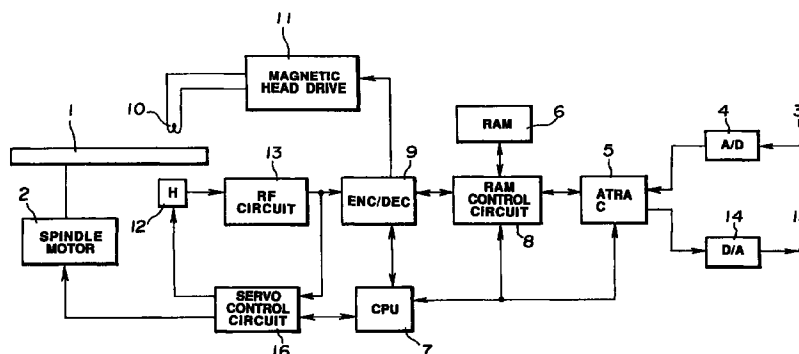 11
MAGNETIC
HEAD DRIVE
10
1
13
9
RAM
6
4
A/D
5
2
H
12
RF
CIRCUIT
ENC/DEC
RAM
CONTROL
CIRCUIT
8
ATRA
C
14
D/A
SPINDLE
MOTOR
SERVO
CONTROL
CIRCUIT
16
CPU
7